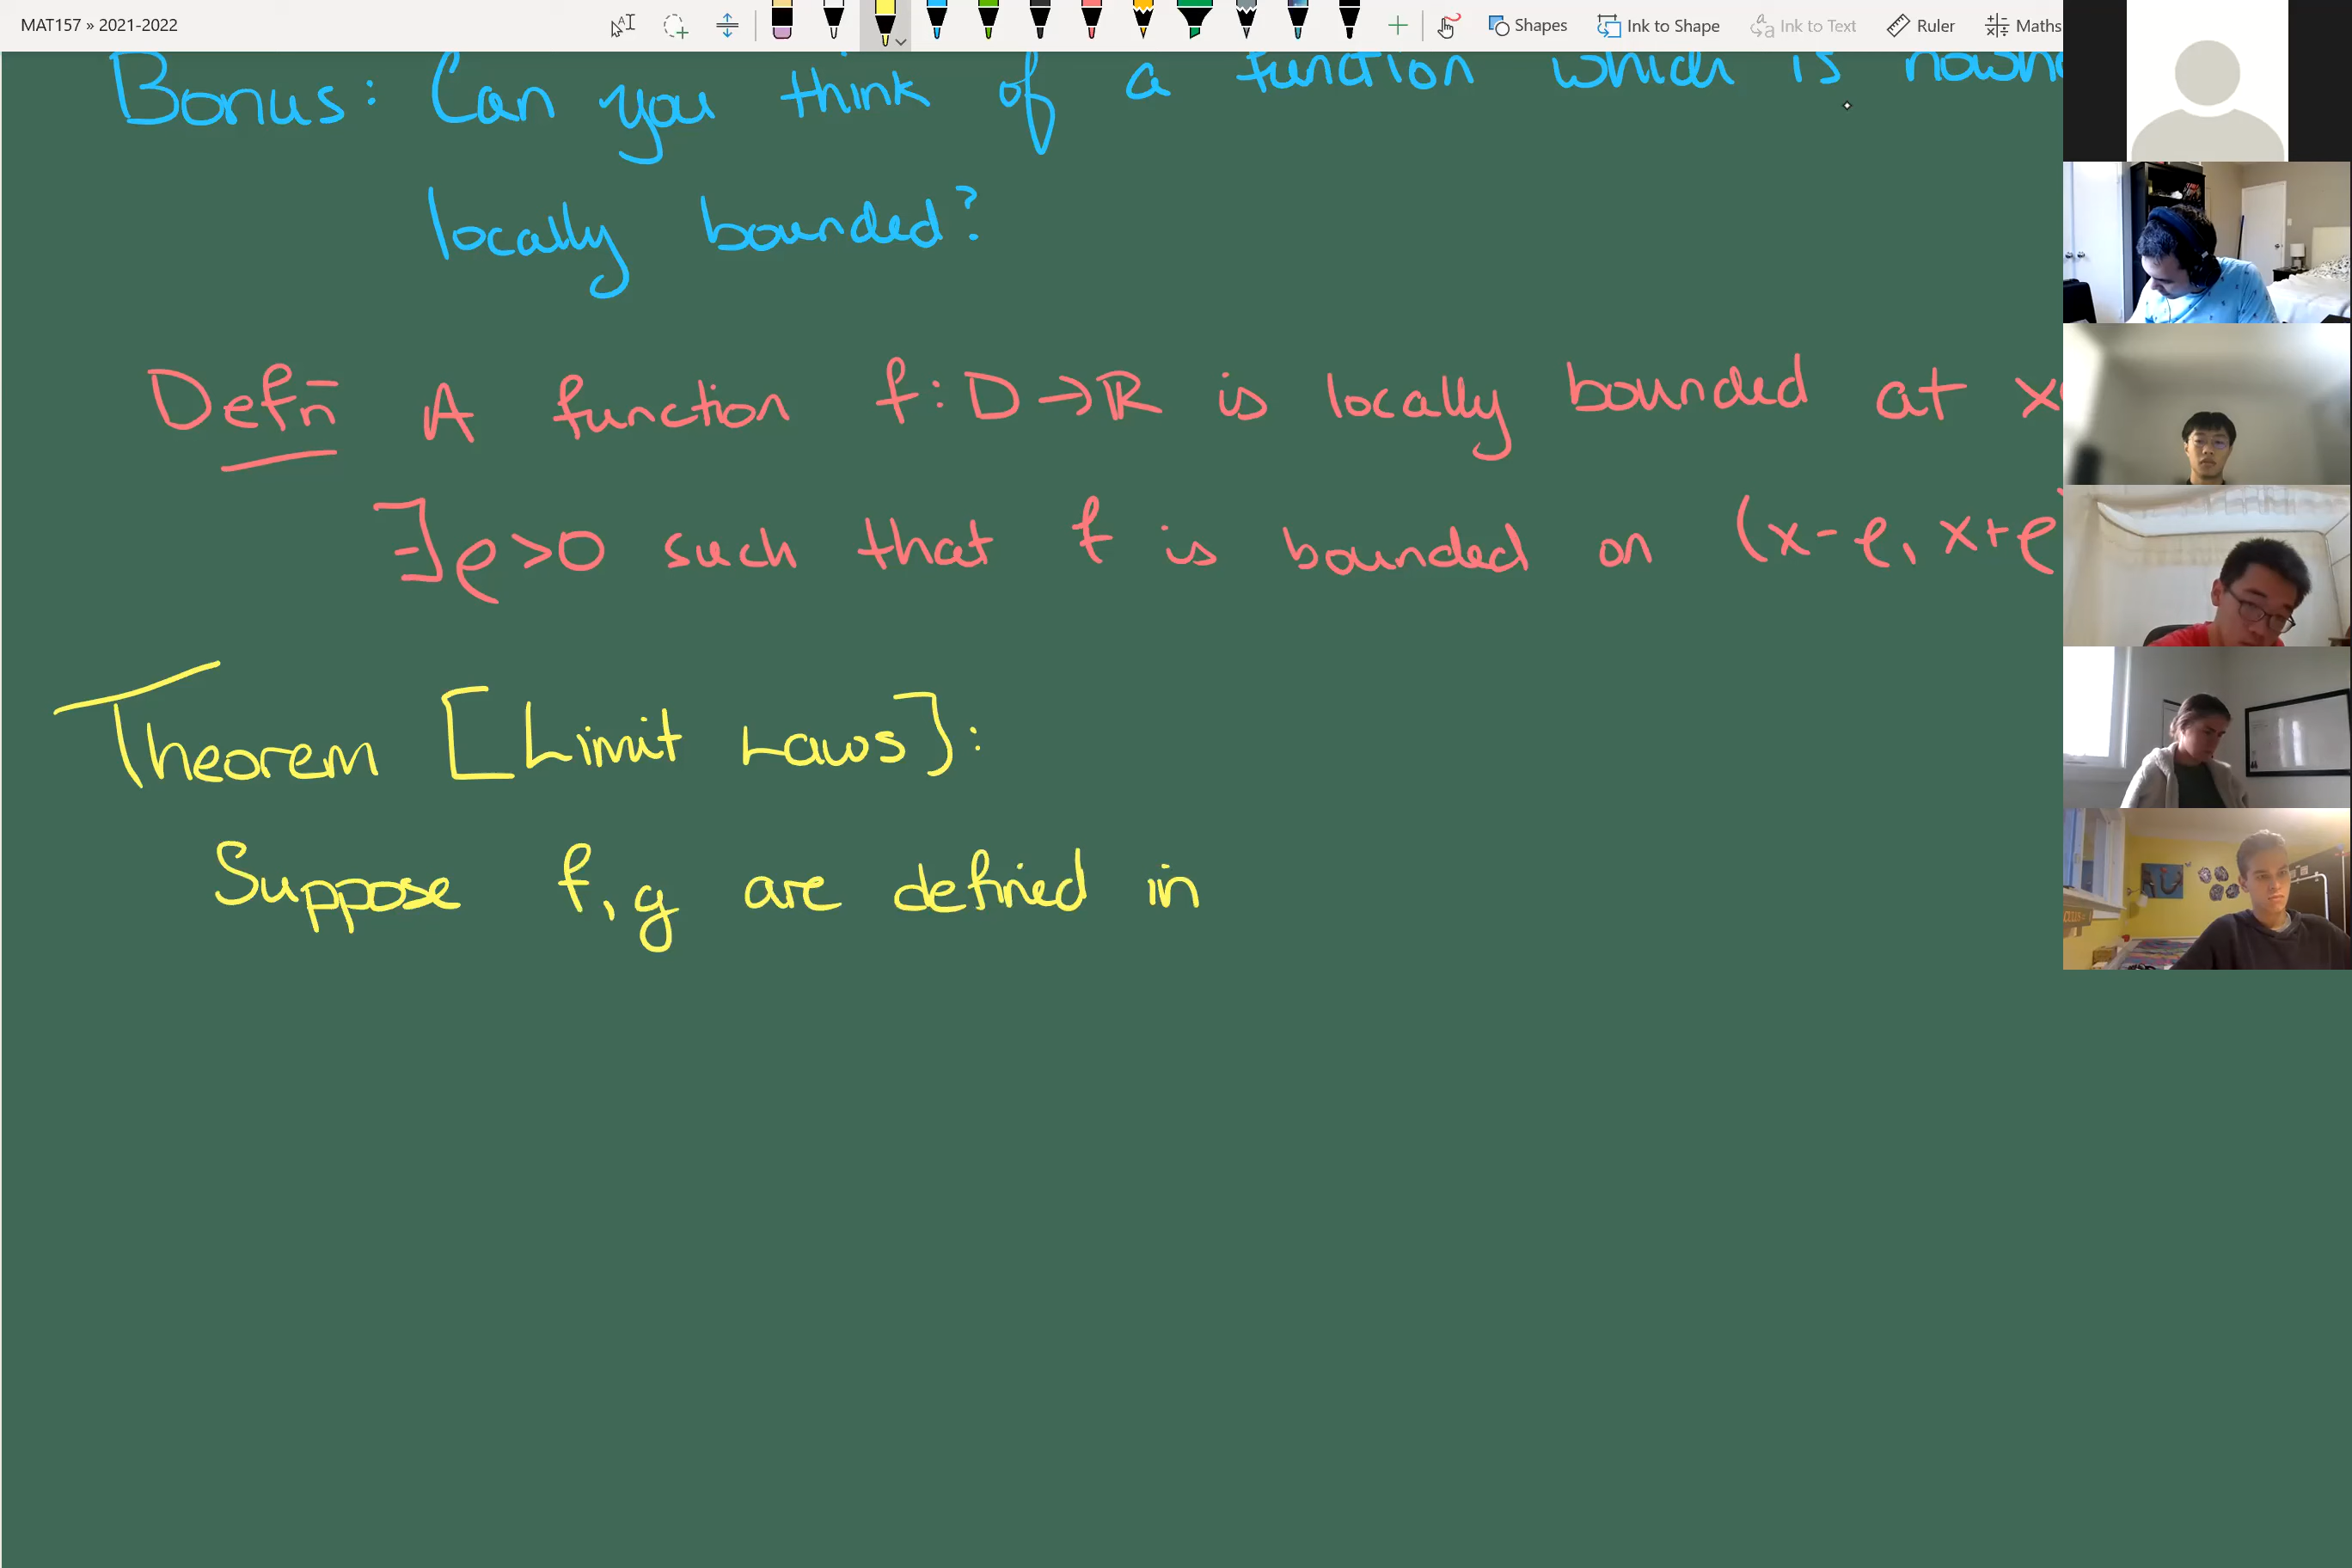 MAT157 » 2021-2022
Shapes Ink to Shape Ink to Text Ruler Maths
Bonus: Can you think of a function which is
locally bounded?
Defn A function f: D → ℝ is locally bounded at
∃ρ>0 such that f is bounded on (x-ρ, x+ρ
Theorem [Limit Laws]:
Suppose f, g are defined in